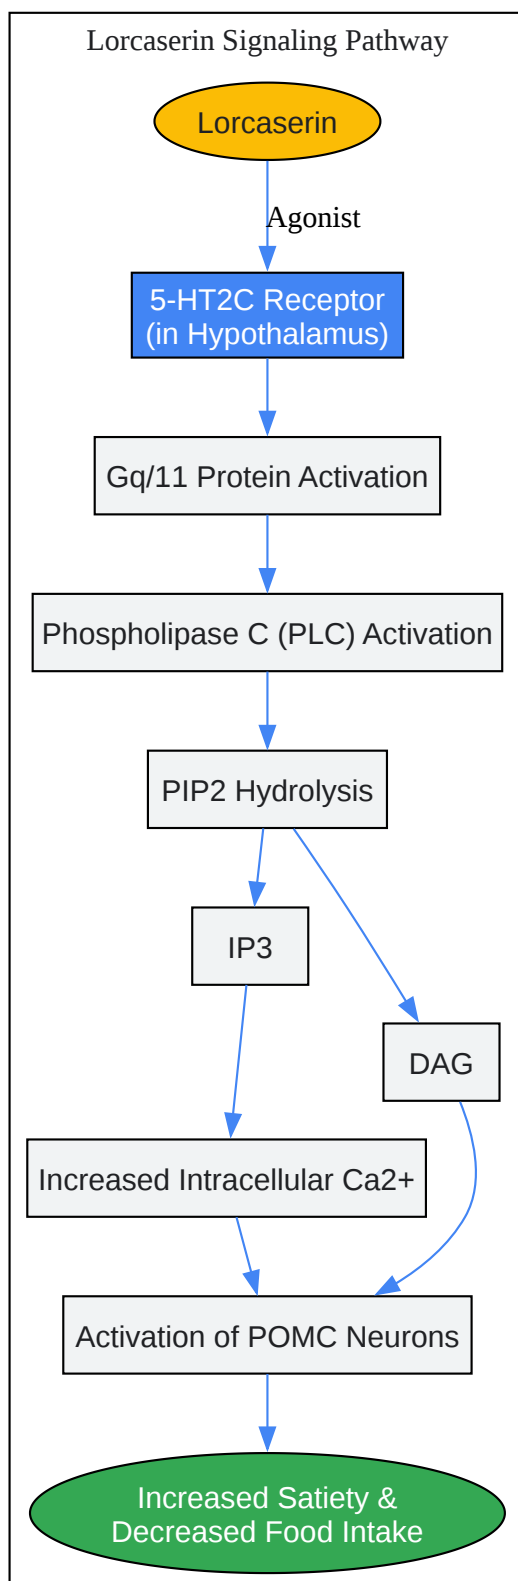 Lorcaserin Signaling Pathway
Lorcaserin
Agonist
5-HT2C Receptor
(in Hypothalamus)
Gq/11 Protein Activation
Phospholipase C (PLC) Activation
PIP2 Hydrolysis
IP3
DAG
Increased Intracellular Ca2+
Activation of POMC Neurons
Increased Satiety &
Decreased Food Intake